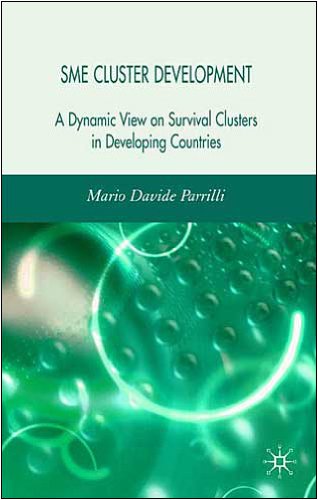 SME CLUSTER DEVELOPMENT
A Dynamic View on Survival Clusters
in Developing Countries
Mario Davide Parrilli